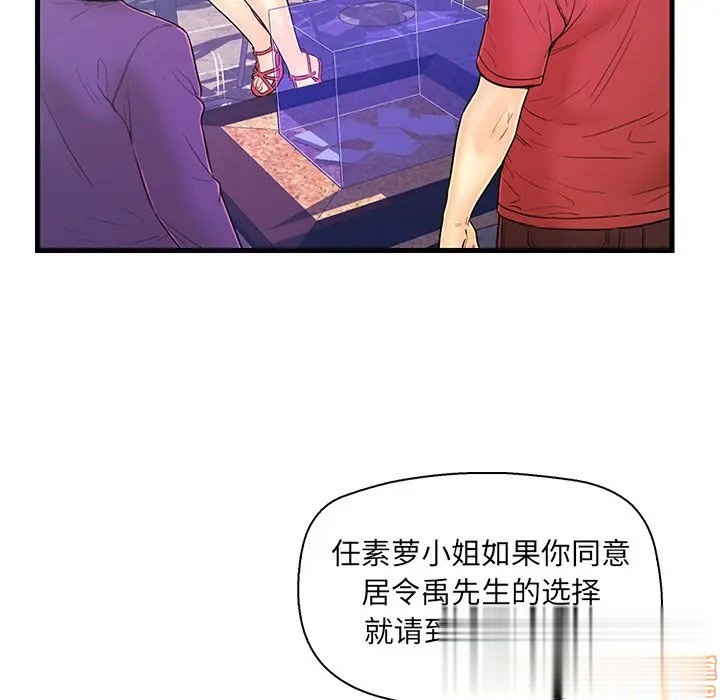 任素萝小姐如果你同意
居令禹先生的选择
就请到